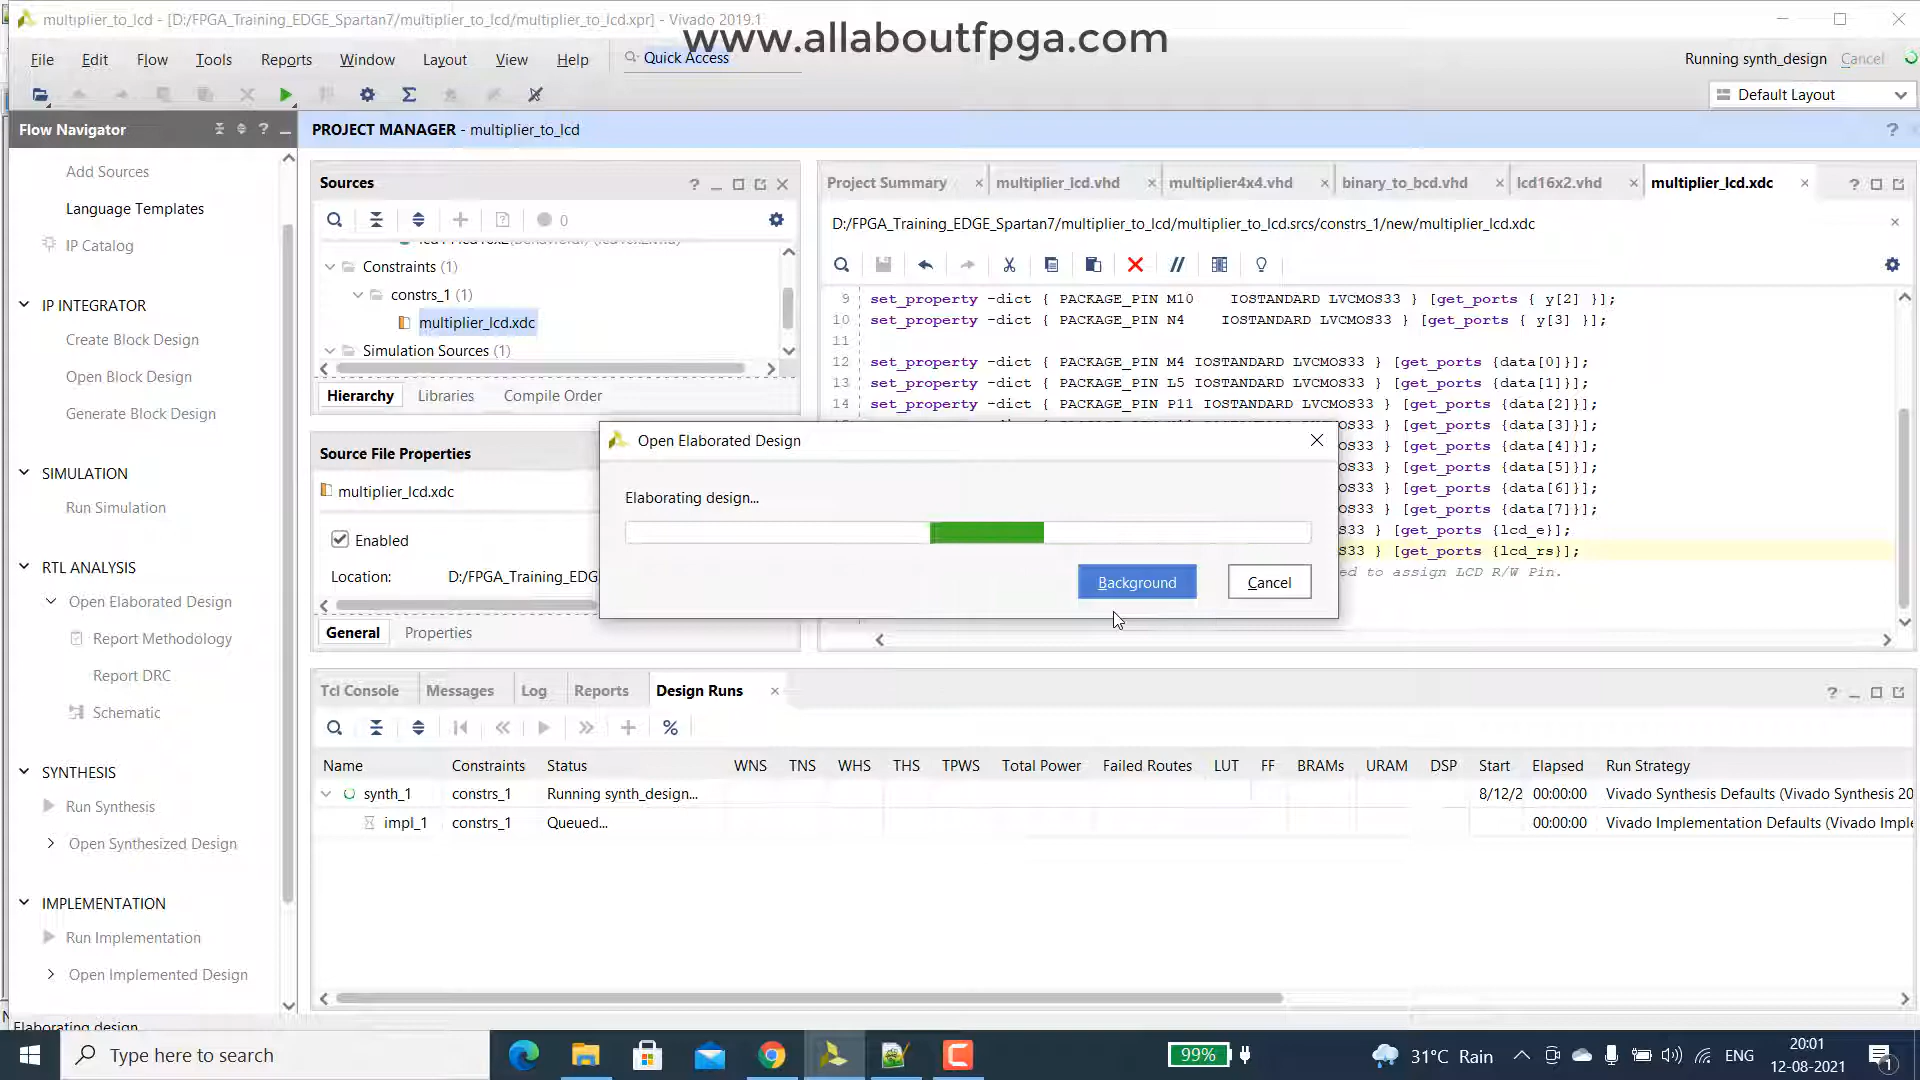 multiplier_to_lcd - [D:/FPGA_Training_EDGE_Spartan7/multiplier_to_lcd/multiplier_to_lcd.xpr] - Vivado 2019.1
www.allaboutfpga.com
File Edit Flow Tools Reports Window Layout View Help Quick Access
Running synth_design Cancel
Default Layout
Flow Navigator
PROJECT MANAGER - multiplier_to_lcd
Add Sources
Language Templates
IP Catalog
IP INTEGRATOR
Create Block Design
Open Block Design
Generate Block Design
SIMULATION
Run Simulation
RTL ANALYSIS
Open Elaborated Design
Report Methodology
Report DRC
Schematic
SYNTHESIS
Run Synthesis
Open Synthesized Design
IMPLEMENTATION
Run Implementation
Open Implemented Design
Elaborating design
Sources
0
Constraints (1)
constrs_1 (1)
multiplier_lcd.xdc
Simulation Sources (1)
Hierarchy Libraries Compile Order
Source File Properties
multiplier_lcd.xdc
Enabled
Location: D:/FPGA_Training_EDG
General Properties
Project Summary multiplier_lcd.vhd multiplier4x4.vhd binary_to_bcd.vhd lcd16x2.vhd multiplier_lcd.xdc
D:/FPGA_Training_EDGE_Spartan7/multiplier_to_lcd/multiplier_to_lcd.srcs/constrs_1/new/multiplier_lcd.xdc
9 set_property -dict { PACKAGE_PIN M10 IOSTANDARD LVCMOS33 } [get_ports { y[2] }];
10 set_property -dict { PACKAGE_PIN N4 IOSTANDARD LVCMOS33 } [get_ports { y[3] }];
11
12 set_property -dict { PACKAGE_PIN M4 IOSTANDARD LVCMOS33 } [get_ports {data[0]}];
13 set_property -dict { PACKAGE_PIN L5 IOSTANDARD LVCMOS33 } [get_ports {data[1]}];
14 set_property -dict { PACKAGE_PIN P11 IOSTANDARD LVCMOS33 } [get_ports {data[2]}];
OS33 } [get_ports {data[3]}];
OS33 } [get_ports {data[4]}];
OS33 } [get_ports {data[5]}];
OS33 } [get_ports {data[6]}];
OS33 } [get_ports {data[7]}];
S33 } [get_ports {lcd_e}];
S33 } [get_ports {lcd_rs}];
ed to assign LCD R/W Pin.
Open Elaborated Design
Elaborating design...
Background Cancel
Tcl Console Messages Log Reports Design Runs
Name Constraints Status WNS TNS WHS THS TPWS Total Power Failed Routes LUT FF BRAMs URAM DSP Start Elapsed Run Strategy
synth_1 constrs_1 Running synth_design... 8/12/2 00:00:00 Vivado Synthesis Defaults (Vivado Synthesis 20
impl_1 constrs_1 Queued... 00:00:00 Vivado Implementation Defaults (Vivado Imple
Type here to search
99%
31°C Rain
ENG
20:01
12-08-2021
1